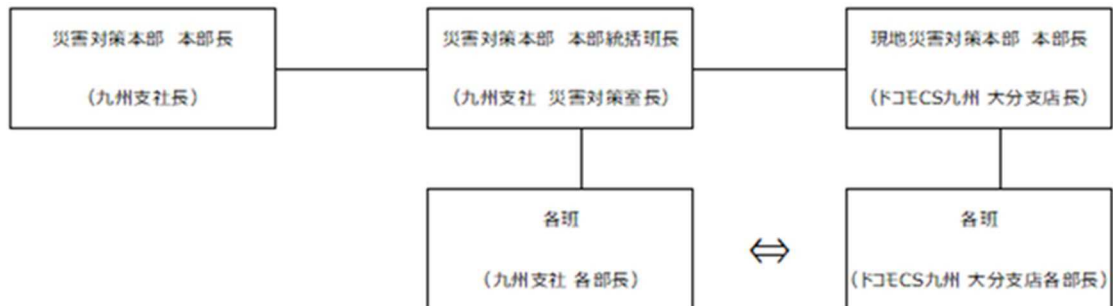 災害対策本部 本部長
(九州支社長)
災害対策本部 本部統括班長
(九州支社 災害対策室長)
現地災害対策本部 本部長
(ドコモCS九州 大分支店長)
各班
(九州支社 各部長)
⇔
各班
(ドコモCS九州 大分支店各部長)